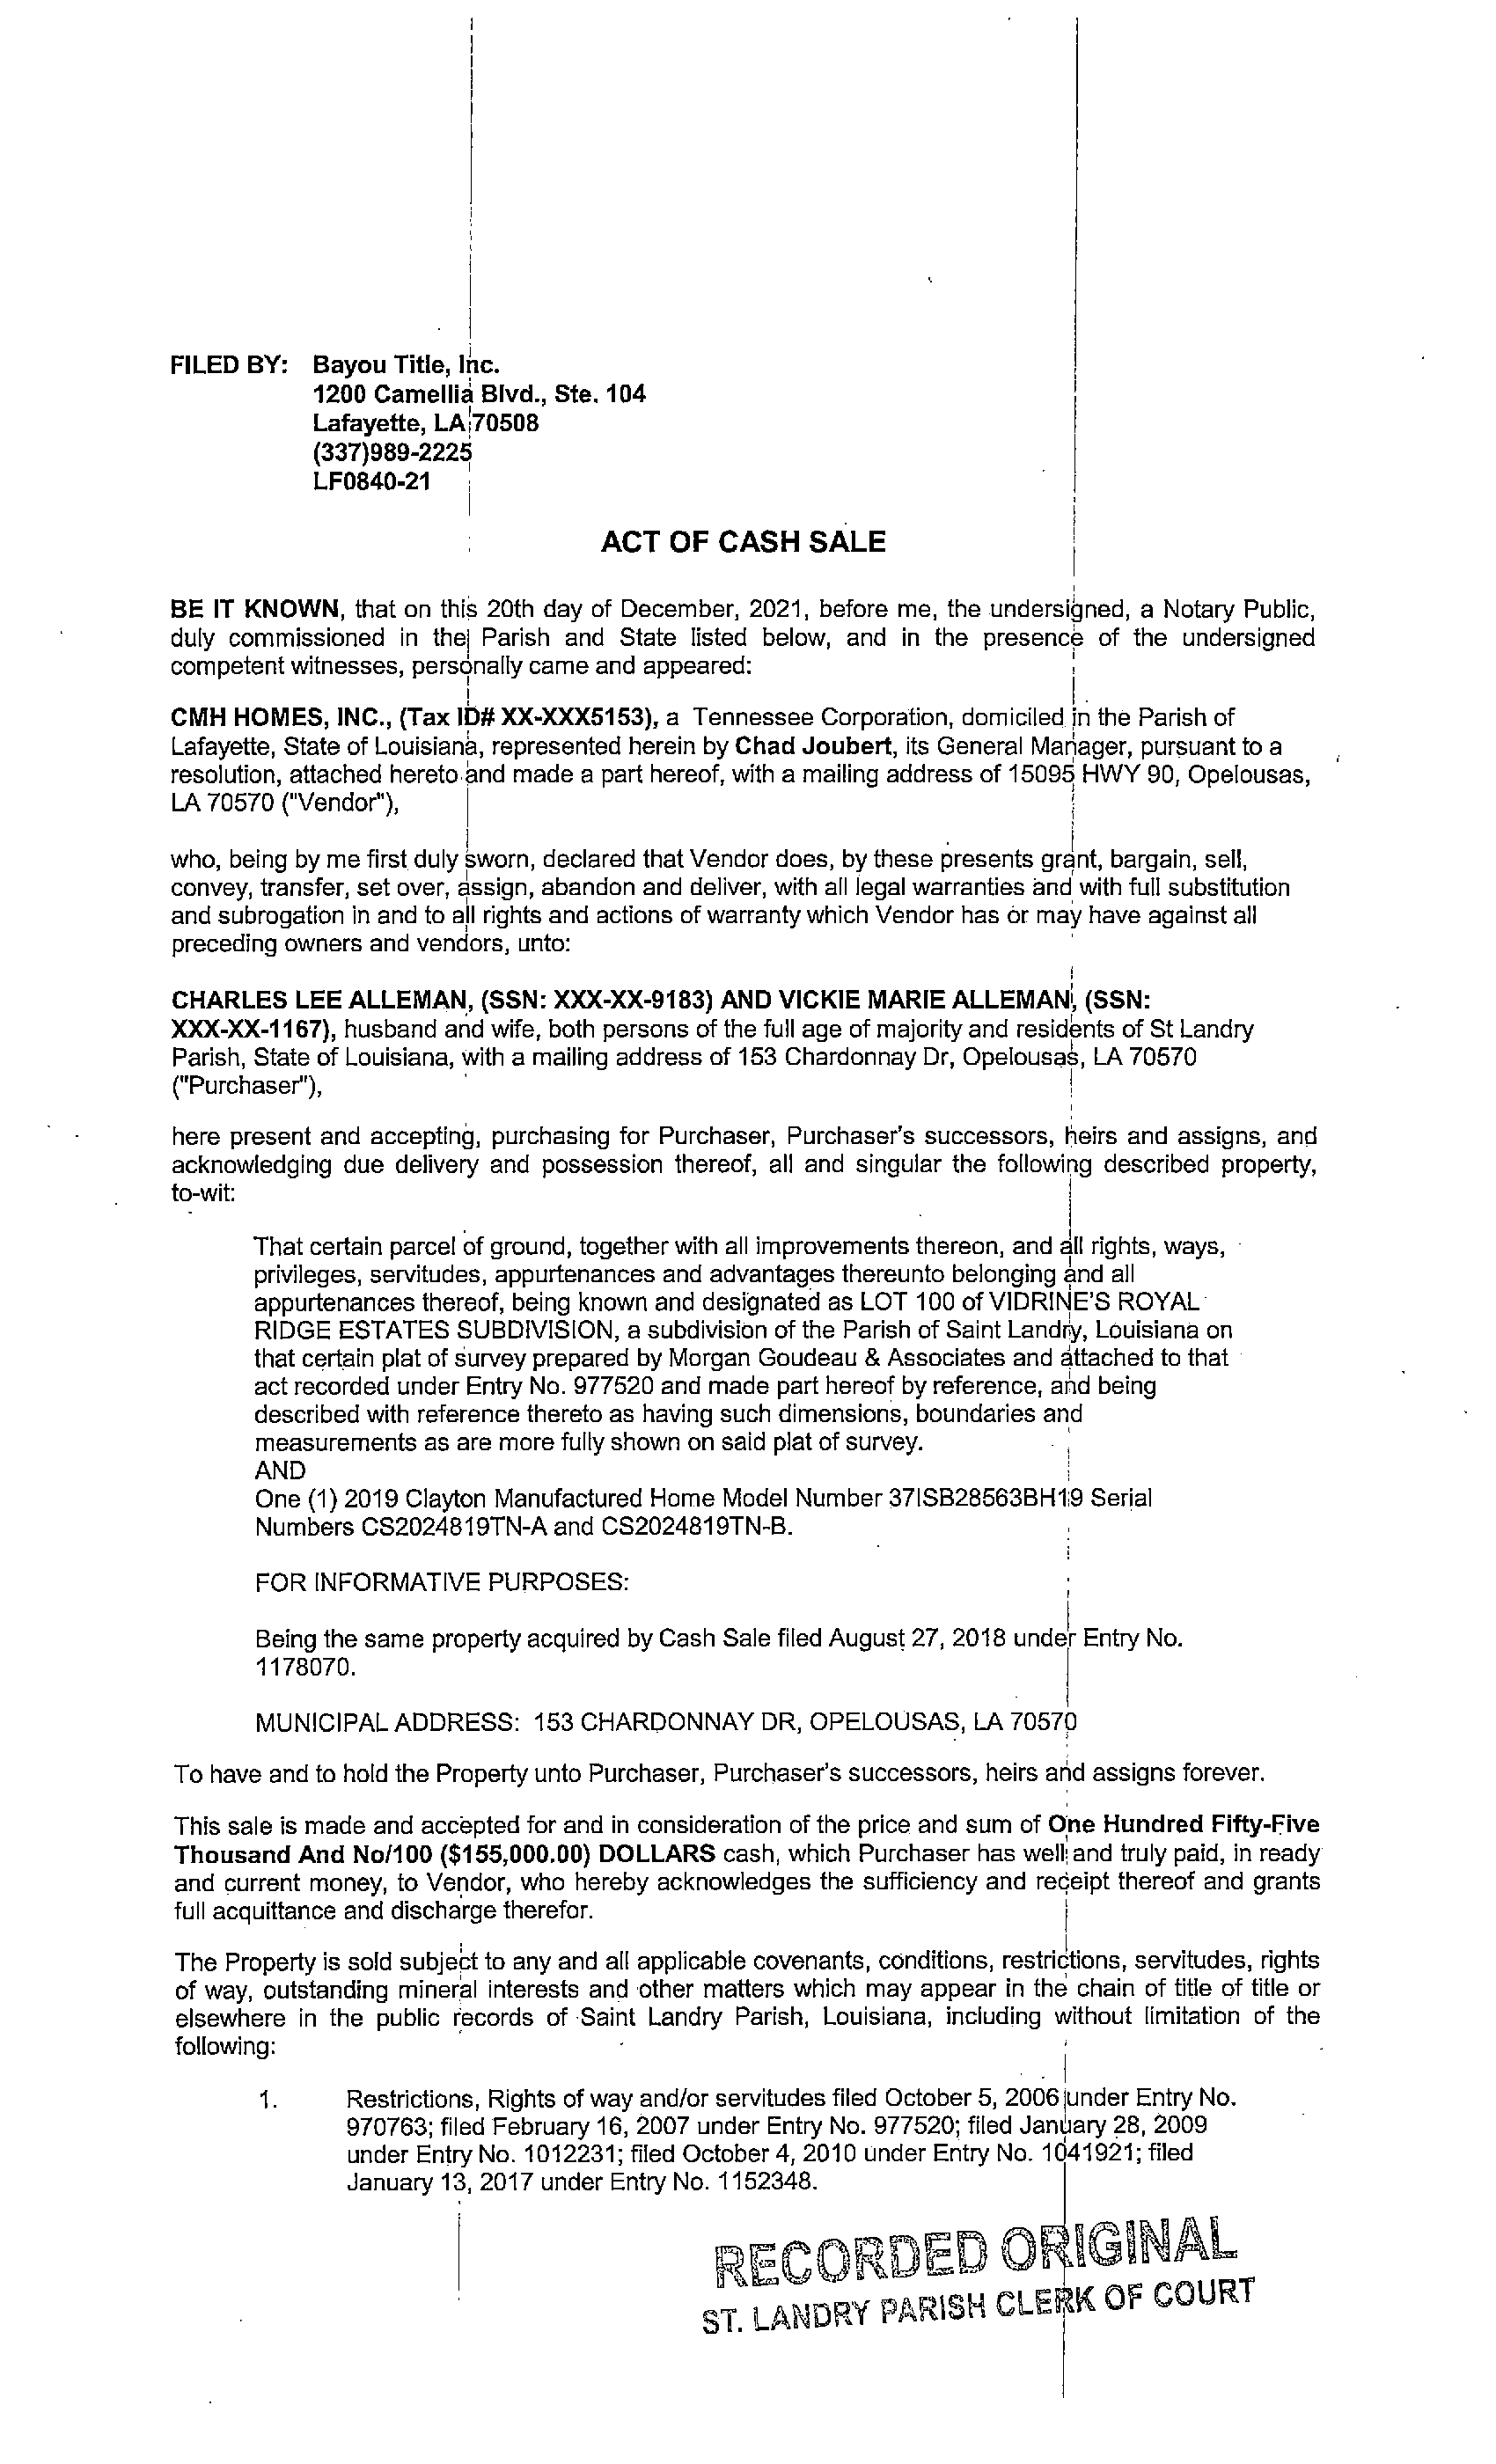 FILED BY: Bayou Title, Inc.
1200 Camellia Blvd., Ste. 104
Lafayette, LA 70508
(337)989-2225
LF0840-21
ACT OF CASH SALE
BE IT KNOWN, that on this 20th day of December, 2021, before me, the undersigned, a Notary Public,
duly commissioned in the Parish and State listed below, and in the presence of the undersigned
competent witnesses, personally came and appeared:
CMH HOMES, INC., (Tax ID# XX-XXX5153), a Tennessee Corporation, domiciled in the Parish of
Lafayette, State of Louisiana, represented herein by Chad Joubert, its General Manager, pursuant to a
resolution, attached hereto and made a part hereof, with a mailing address of 15095 HWY 90, Opelousas,
LA 70570 ("Vendor"),
who, being by me first duly sworn, declared that Vendor does, by these presents grant, bargain, sell,
convey, transfer, set over, assign, abandon and deliver, with all legal warranties and with full substitution
and subrogation in and to all rights and actions of warranty which Vendor has or may have against all
preceding owners and vendors, unto:
CHARLES LEE ALLEMAN, (SSN: XXX-XX-9183) AND VICKIE MARIE ALLEMAN, (SSN:
XXX-XX-1167), husband and wife, both persons of the full age of majority and residents of St Landry
Parish, State of Louisiana, with a mailing address of 153 Chardonnay Dr, Opelousas, LA 70570
("Purchaser"),
here present and accepting, purchasing for Purchaser, Purchaser's successors, heirs and assigns, and
acknowledging due delivery and possession thereof, all and singular the following described property,
to-wit:
That certain parcel of ground, together with all improvements thereon, and all rights, ways,
privileges, servitudes, appurtenances and advantages thereunto belonging and all
appurtenances thereof, being known and designated as LOT 100 of VIDRINE'S ROYAL
RIDGE ESTATES SUBDIVISION, a subdivision of the Parish of Saint Landry, Louisiana on
that certain plat of survey prepared by Morgan Goudeau & Associates and attached to that
act recorded under Entry No. 977520 and made part hereof by reference, and being
described with reference thereto as having such dimensions, boundaries and
measurements as are more fully shown on said plat of survey.
AND
One (1) 2019 Clayton Manufactured Home Model Number 37ISB28563BH19 Serial
Numbers CS2024819TN-A and CS2024819TN-B.
FOR INFORMATIVE PURPOSES:
Being the same property acquired by Cash Sale filed August 27, 2018 under Entry No.
1178070.
MUNICIPAL ADDRESS: 153 CHARDONNAY DR, OPELOUSAS, LA 70570
To have and to hold the Property unto Purchaser, Purchaser's successors, heirs and assigns forever.
This sale is made and accepted for and in consideration of the price and sum of One Hundred Fifty-Five
Thousand And No/100 ($155,000.00) DOLLARS cash, which Purchaser has well and truly paid, in ready
and current money, to Vendor, who hereby acknowledges the sufficiency and receipt thereof and grants
full acquittance and discharge therefor.
The Property is sold subject to any and all applicable covenants, conditions, restrictions, servitudes, rights
of way, outstanding mineral interests and other matters which may appear in the chain of title of title or
elsewhere in the public records of Saint Landry Parish, Louisiana, including without limitation of the
following:
1. Restrictions, Rights of way and/or servitudes filed October 5, 2006 under Entry No.
970763; filed February 16, 2007 under Entry No. 977520; filed January 28, 2009
under Entry No. 1012231; filed October 4, 2010 under Entry No. 1041921; filed
January 13, 2017 under Entry No. 1152348.
RECORDED ORIGINAL
ST. LANDRY PARISH CLERK OF COURT